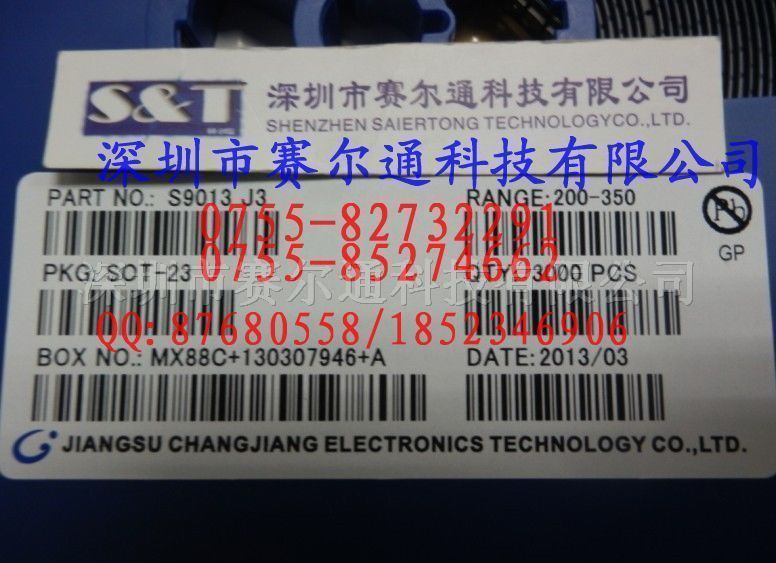 S&T
深圳市赛尔通科技有限公司
SHENZHEN SAIERTONG TECHNOLOGYCO.,LTD.
深圳市赛尔通科技有限公司
PART NO.: S9013 J3
RANGE:200-350
0755-82732291
0755-85274662
Pb
GP
PKG: SOT-23
QTY: 3000 PCS
深圳市赛尔通科技有限公司
QQ: 87680558/1852346906
BOX NO.: MX88C+130307946+A
DATE: 2013/03
JIANGSU CHANGJIANG ELECTRONICS TECHNOLOGY CO.,LTD.